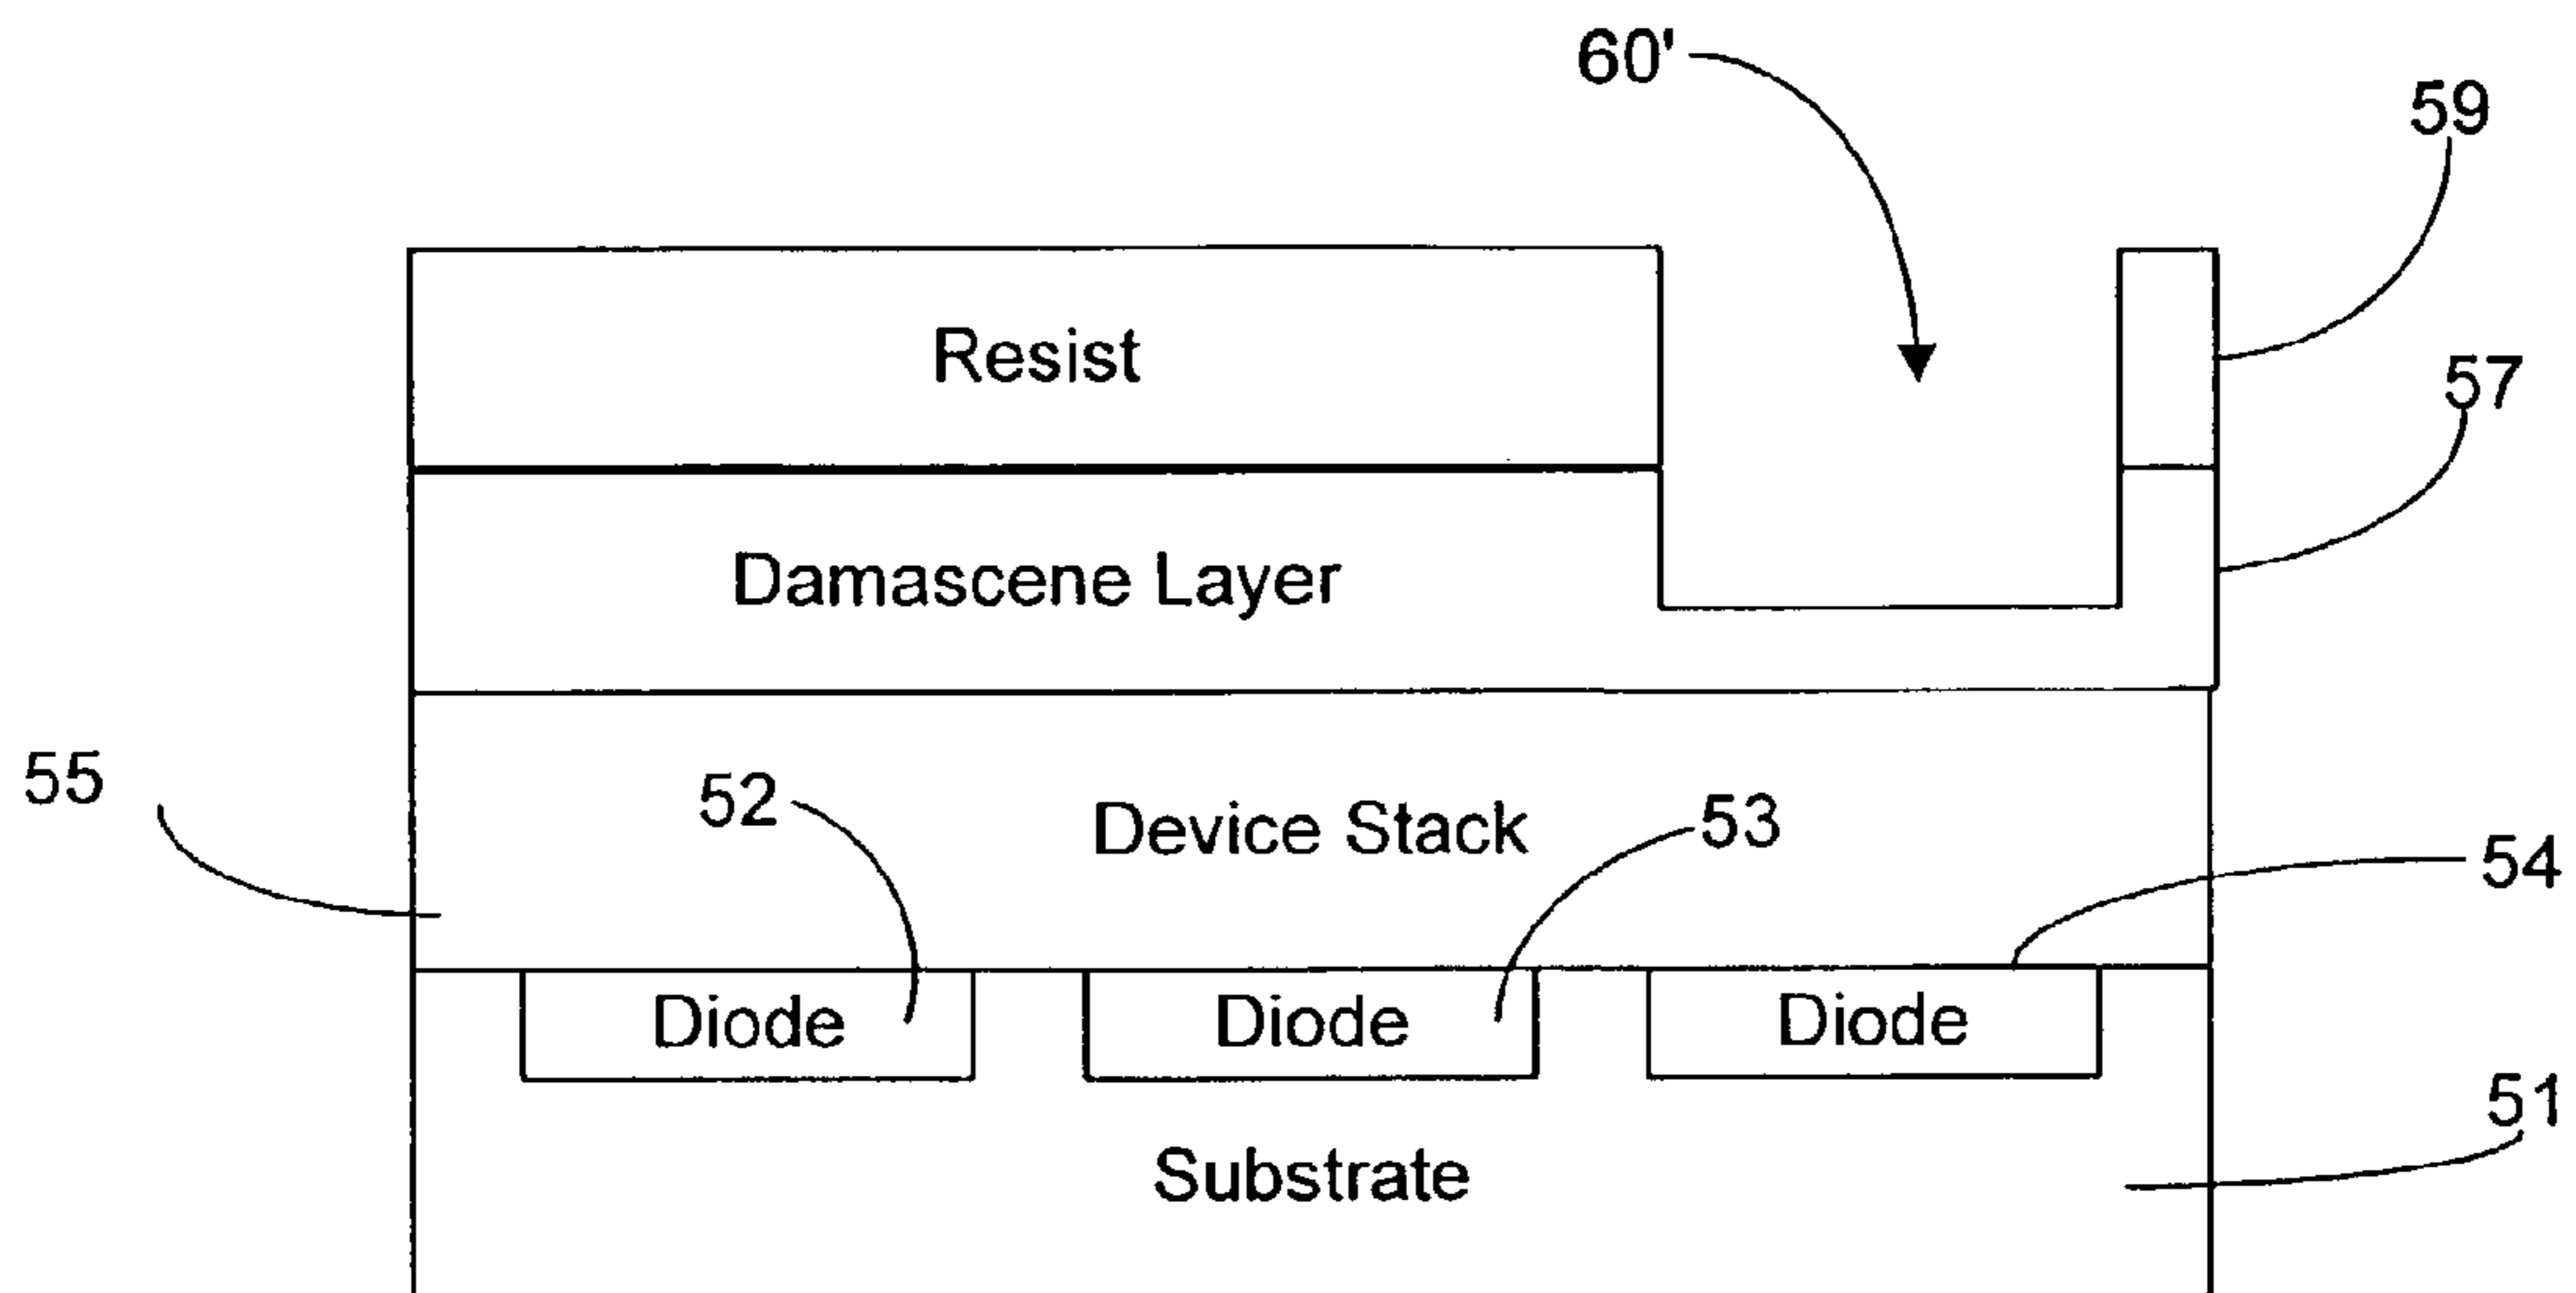 60'
59
Resist
57
Damascene Layer
55
52
Device Stack
53
54
Diode
Diode
Diode
51
Substrate